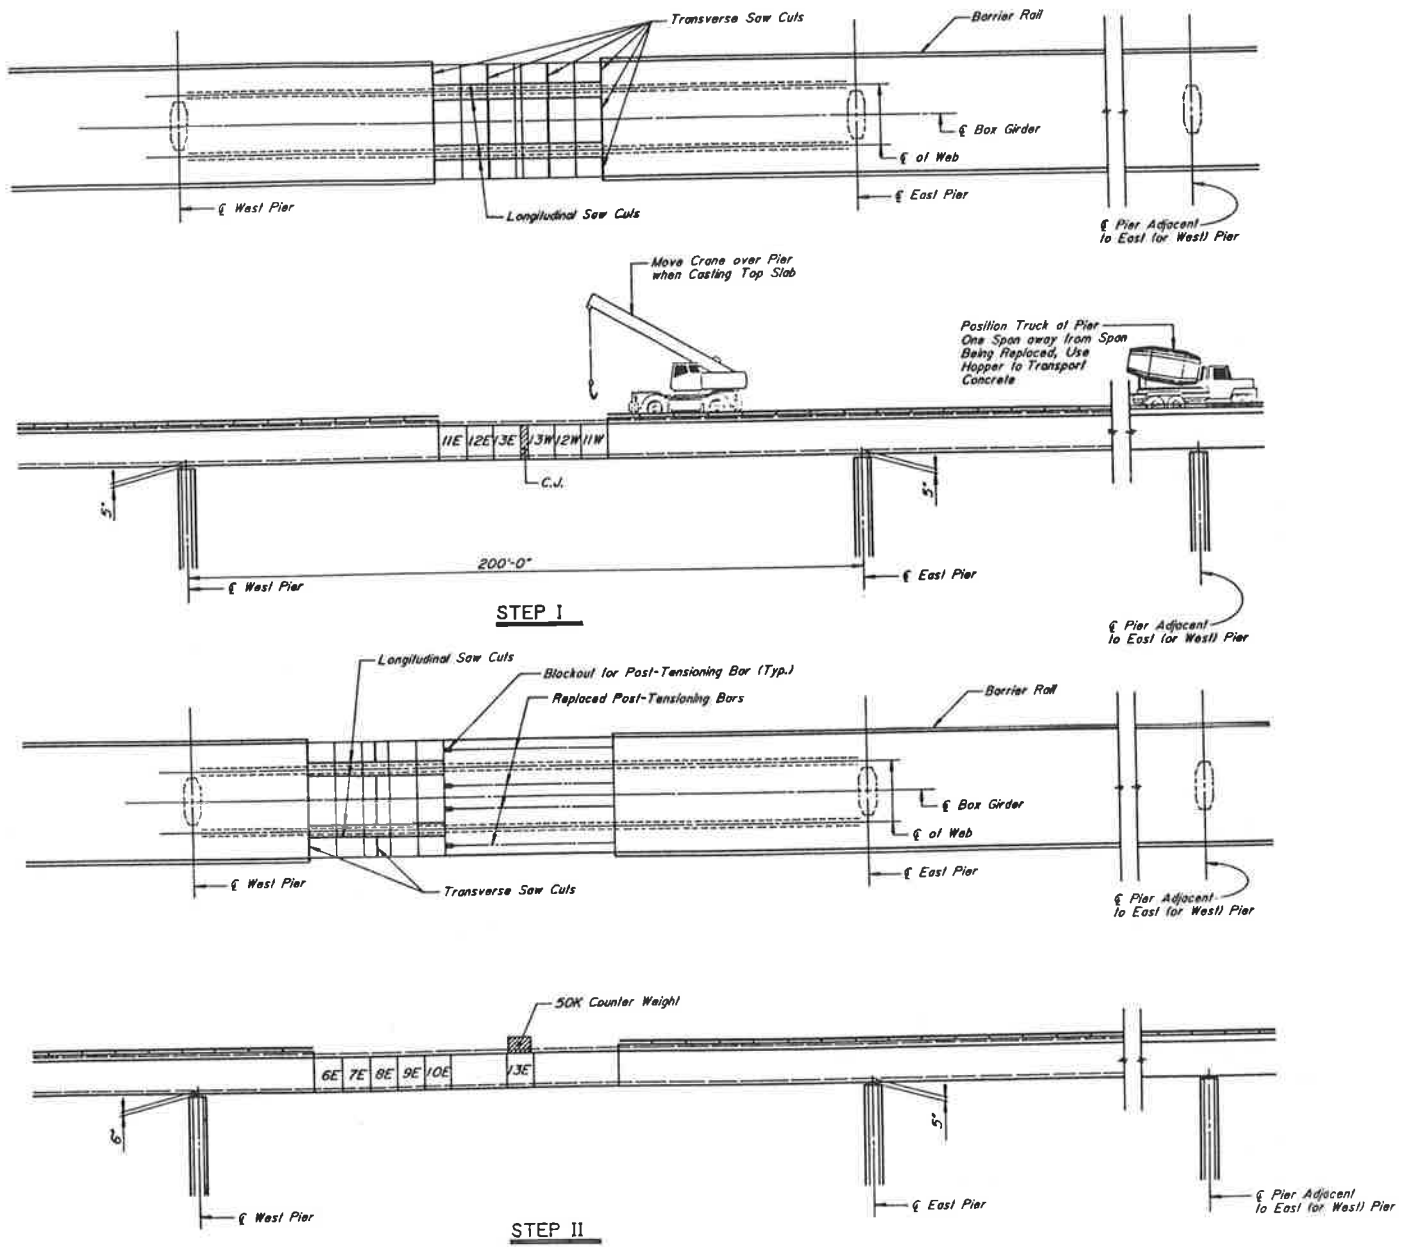 Transverse Saw Cuts
Barrier Rail
℄ Box Girder
℄ of Web
℄ West Pier
Longitudinal Saw Cuts
℄ East Pier
℄ Pier Adjacent
to East (or West) Pier
Move Crane over Pier
when Casting Top Slab
Position Truck at Pier
One Span away from Span
Being Replaced, Use
Hopper to Transport
Concrete
11E 12E 13E 13W 12W 11W
C.J.
5"
5"
200'-0"
℄ West Pier
℄ East Pier
STEP I
℄ Pier Adjacent
to East (or West) Pier
Longitudinal Saw Cuts
Blockout for Post-Tensioning Bar (Typ.)
Replaced Post-Tensioning Bars
Barrier Rail
℄ Box Girder
℄ of Web
℄ West Pier
Transverse Saw Cuts
℄ East Pier
℄ Pier Adjacent
to East (or West) Pier
50K Counter Weight
6E 7E 8E 9E 10E 13E
6"
5"
℄ West Pier
℄ East Pier
℄ Pier Adjacent
to East (or West) Pier
STEP II